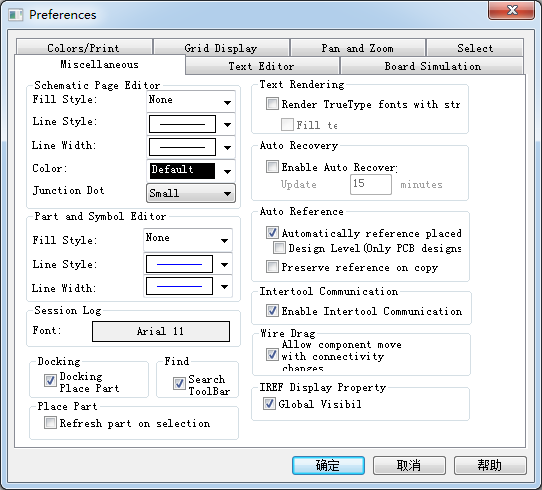 Preferences
Colors/Print
Grid Display
Pan and Zoom
Select
Miscellaneous
Text Editor
Board Simulation
Schematic Page Editor
Fill Style:
None
Line Style:
Line Width:
Color:
Default
Junction Dot
Small
Part and Symbol Editor
Fill Style:
None
Line Style:
Line Width:
Session Log
Font:
Arial 11
Docking
Docking
Place Part
Find
Search
ToolBar
Place Part
Refresh part on selection
Text Rendering
Render TrueType fonts with str
Fill te
Auto Recovery
Enable Auto Recover:
Update
15
minutes
Auto Reference
Automatically reference placed
Design Level(Only PCB designs
Preserve reference on copy
Intertool Communication
Enable Intertool Communication
Wire Drag
Allow component move
with connectivity
changes
IREF Display Property
Global Visibil
确定
取消
帮助